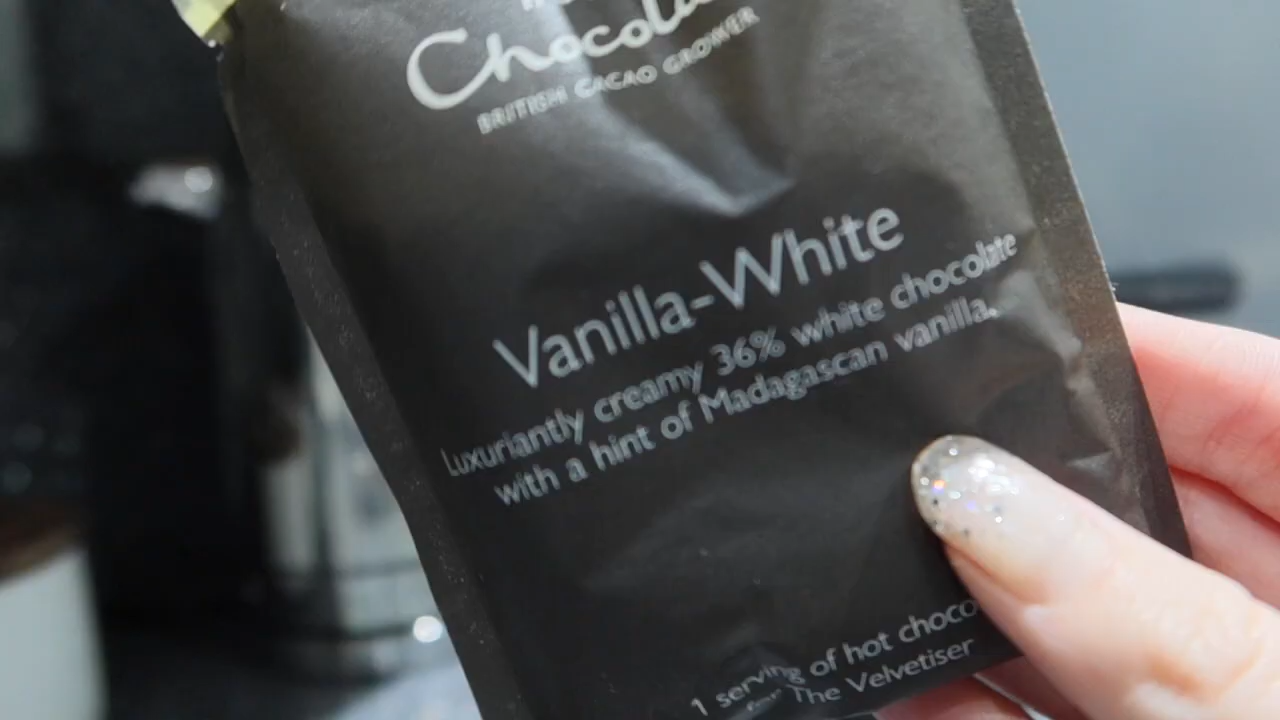 Chocola
BRITISH CACAO GROWER
Vanilla-White
Luxuriantly creamy 36% white chocolate
with a hint of Madagascan vanilla.
1 serving of hot choco
for The Velvetiser